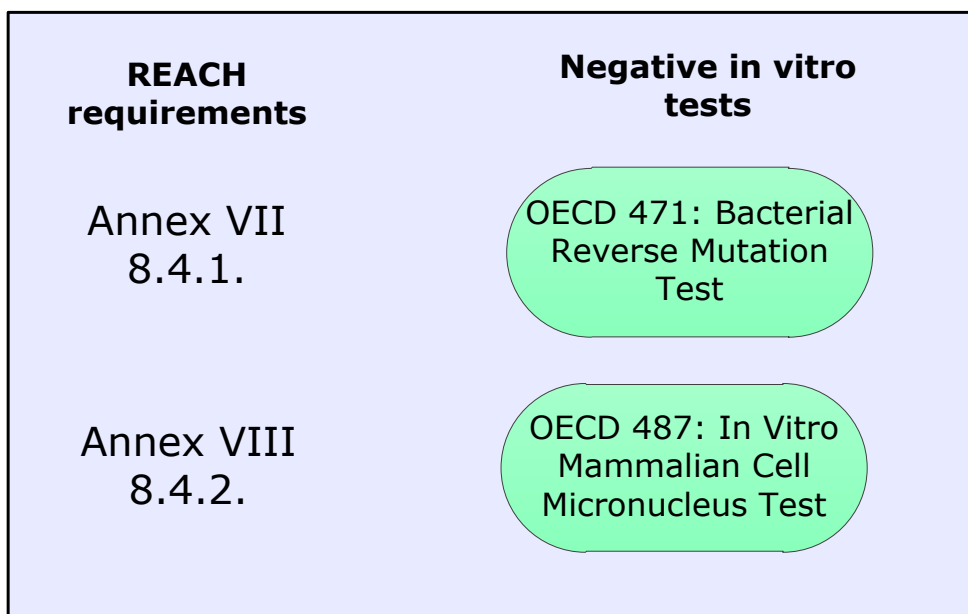 REACH
requirements
Negative in vitro
tests
Annex VII
8.4.1.
OECD 471: Bacterial
Reverse Mutation
Test
Annex VIII
8.4.2.
OECD 487: In Vitro
Mammalian Cell
Micronucleus Test